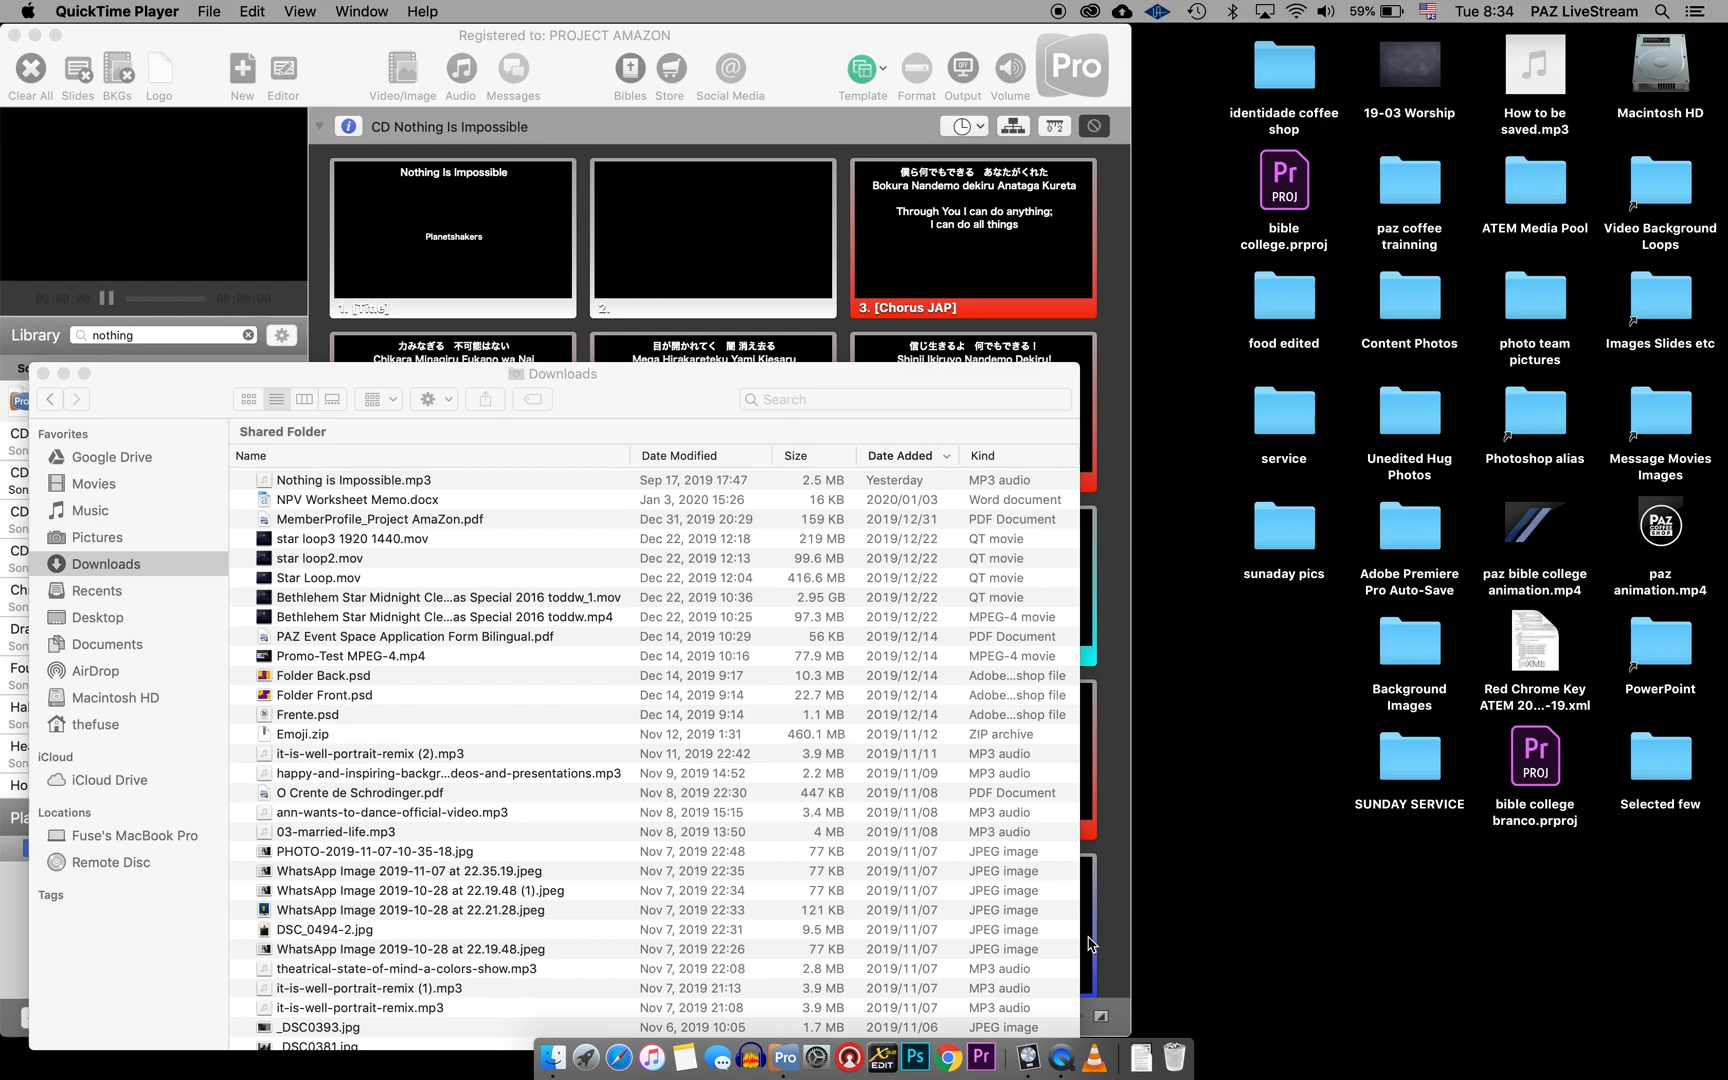 QuickTime Player File Edit View Window Help
59% Tue 8:34 PAZ LiveStream
Registered to: PROJECT AMAZON
Clear All Slides BKGs Logo New Editor Video/Image Audio Messages Bibles Store Social Media Template Format Output Volume
Pro
CD Nothing Is Impossible
Nothing Is Impossible
Planetshakers
1. [Title]
2.
僕ら何でもできる あなたがくれた
Bokura Nandemo dekiru Anataga Kureta
Through You I can do anything;
I can do all things
3. [Chorus JAP]
00:00:00 00:00:00
Library nothing
力みなぎる 不可能はない
Chikara Minagiru Fukano wa Nai
目が開かれてく 闇 消え去る
Mega Hirakareteku Yami Kiesaru
信じ生きるよ 何でもできる!
Shinji Ikiruyo Nandemo Dekiru!
Downloads
Search
Shared Folder
Name Date Modified Size Date Added Kind
Favorites
Google Drive
Movies
Music
Pictures
Downloads
Recents
Desktop
Documents
AirDrop
Macintosh HD
thefuse
iCloud
iCloud Drive
Locations
Fuse's MacBook Pro
Remote Disc
Tags
Nothing is Impossible.mp3 Sep 17, 2019 17:47 2.5 MB Yesterday MP3 audio
NPV Worksheet Memo.docx Jan 3, 2020 15:26 16 KB 2020/01/03 Word document
MemberProfile_Project AmaZon.pdf Dec 31, 2019 20:29 159 KB 2019/12/31 PDF Document
star loop3 1920 1440.mov Dec 22, 2019 12:18 219 MB 2019/12/22 QT movie
star loop2.mov Dec 22, 2019 12:13 99.6 MB 2019/12/22 QT movie
Star Loop.mov Dec 22, 2019 12:04 416.6 MB 2019/12/22 QT movie
Bethlehem Star Midnight Cle...as Special 2016 toddw_1.mov Dec 22, 2019 10:36 2.95 GB 2019/12/22 QT movie
Bethlehem Star Midnight Cle...as Special 2016 toddw.mp4 Dec 22, 2019 10:25 97.3 MB 2019/12/22 MPEG-4 movie
PAZ Event Space Application Form Bilingual.pdf Dec 14, 2019 10:29 56 KB 2019/12/14 PDF Document
Promo-Test MPEG-4.mp4 Dec 14, 2019 10:16 77.9 MB 2019/12/14 MPEG-4 movie
Folder Back.psd Dec 14, 2019 9:17 10.3 MB 2019/12/14 Adobe...shop file
Folder Front.psd Dec 14, 2019 9:14 22.7 MB 2019/12/14 Adobe...shop file
Frente.psd Dec 14, 2019 9:14 1.1 MB 2019/12/14 Adobe...shop file
Emoji.zip Nov 12, 2019 1:31 460.1 MB 2019/11/12 ZIP archive
it-is-well-portrait-remix (2).mp3 Nov 11, 2019 22:42 3.9 MB 2019/11/11 MP3 audio
happy-and-inspiring-backgr...deos-and-presentations.mp3 Nov 9, 2019 14:52 2.2 MB 2019/11/09 MP3 audio
O Crente de Schrodinger.pdf Nov 8, 2019 22:30 447 KB 2019/11/08 PDF Document
ann-wants-to-dance-official-video.mp3 Nov 8, 2019 15:15 3.4 MB 2019/11/08 MP3 audio
03-married-life.mp3 Nov 8, 2019 13:50 4 MB 2019/11/08 MP3 audio
PHOTO-2019-11-07-10-35-18.jpg Nov 7, 2019 22:48 77 KB 2019/11/07 JPEG image
WhatsApp Image 2019-11-07 at 22.35.19.jpeg Nov 7, 2019 22:35 77 KB 2019/11/07 JPEG image
WhatsApp Image 2019-10-28 at 22.19.48 (1).jpeg Nov 7, 2019 22:34 77 KB 2019/11/07 JPEG image
WhatsApp Image 2019-10-28 at 22.21.28.jpeg Nov 7, 2019 22:33 121 KB 2019/11/07 JPEG image
DSC_0494-2.jpg Nov 7, 2019 22:31 9.5 MB 2019/11/07 JPEG image
WhatsApp Image 2019-10-28 at 22.19.48.jpeg Nov 7, 2019 22:26 77 KB 2019/11/07 JPEG image
theatrical-state-of-mind-a-colors-show.mp3 Nov 7, 2019 22:08 2.8 MB 2019/11/07 MP3 audio
it-is-well-portrait-remix (1).mp3 Nov 7, 2019 21:13 3.9 MB 2019/11/07 MP3 audio
it-is-well-portrait-remix.mp3 Nov 7, 2019 21:08 3.9 MB 2019/11/07 MP3 audio
_DSC0393.jpg Nov 6, 2019 10:05 1.7 MB 2019/11/06 JPEG image
_DSC0381.jpg
identidade coffee
shop
19-03 Worship
How to be
saved.mp3
Macintosh HD
Pr
PROJ
bible
college.prproj
paz coffee
trainning
ATEM Media Pool
Video Background
Loops
food edited
Content Photos
photo team
pictures
Images Slides etc
service
Unedited Hug
Photos
Photoshop alias
Message Movies
Images
PAZ
COFFEE
SHOP
sunaday pics
Adobe Premiere
Pro Auto-Save
paz bible college
animation.mp4
paz
animation.mp4
XML
Background
Images
Red Chrome Key
ATEM 20...-19.xml
PowerPoint
Pr
PROJ
SUNDAY SERVICE
bible college
branco.prproj
Selected few
Pro EDIT Ps Pr